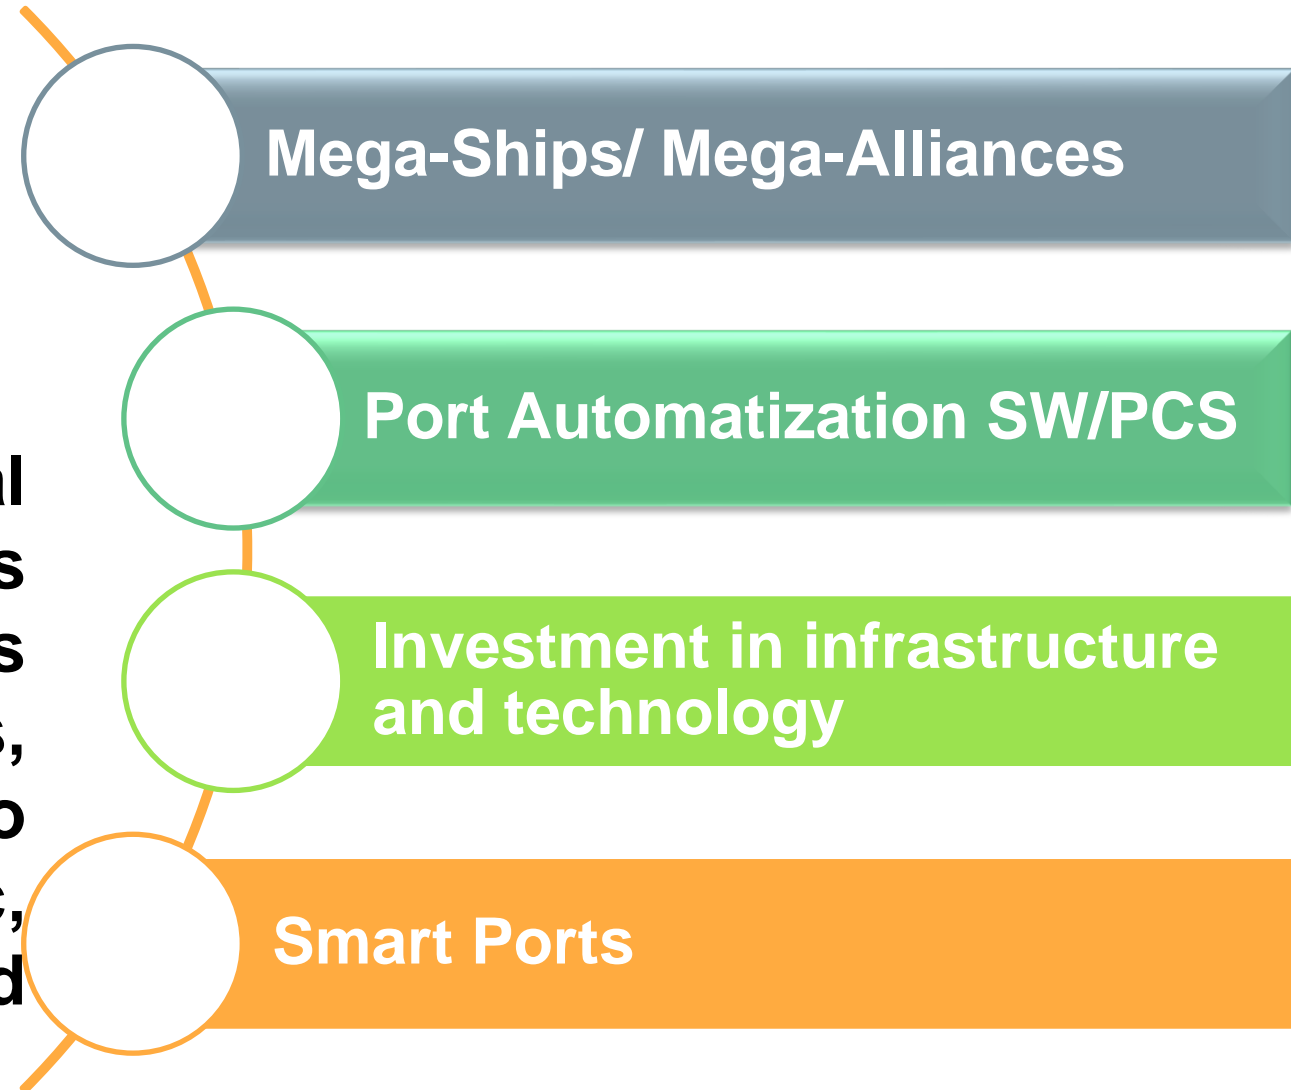 Mega-Ships/ Mega-Alliances
Port Automatization SW/PCS
Investment in infrastructure
and technology
Smart Ports